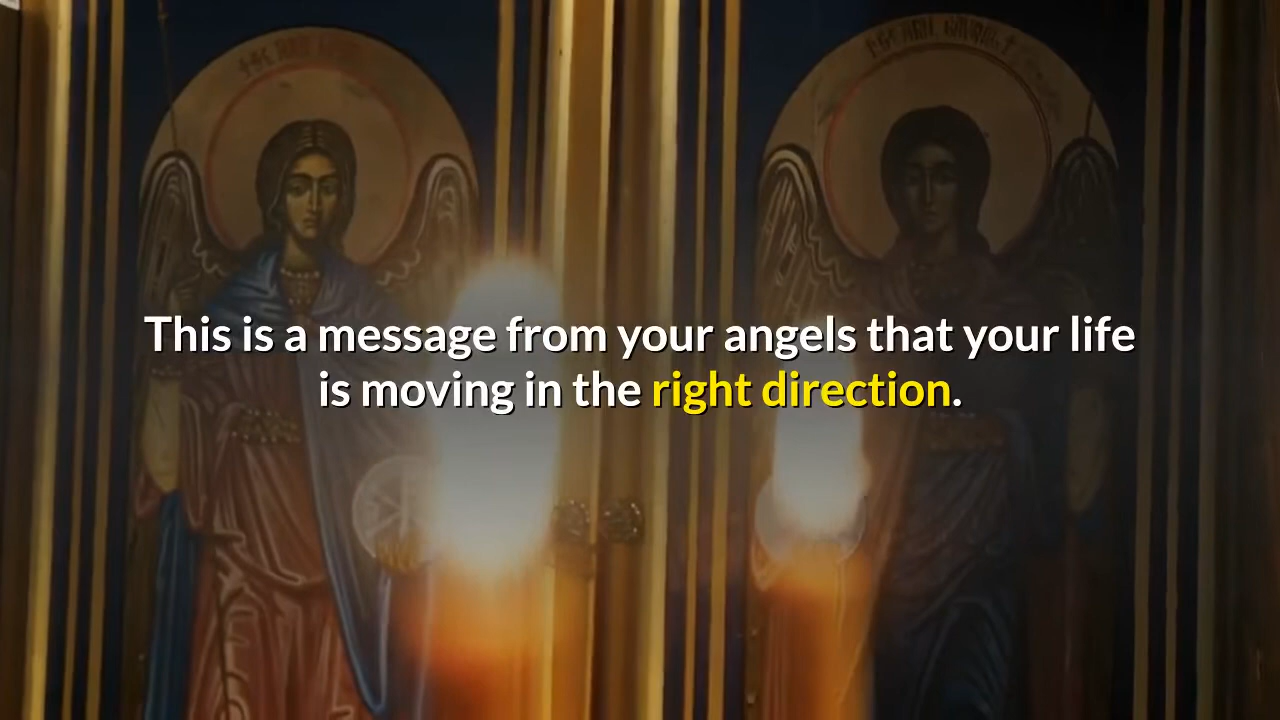 This is a message from your angels that your life
is moving in the right direction.